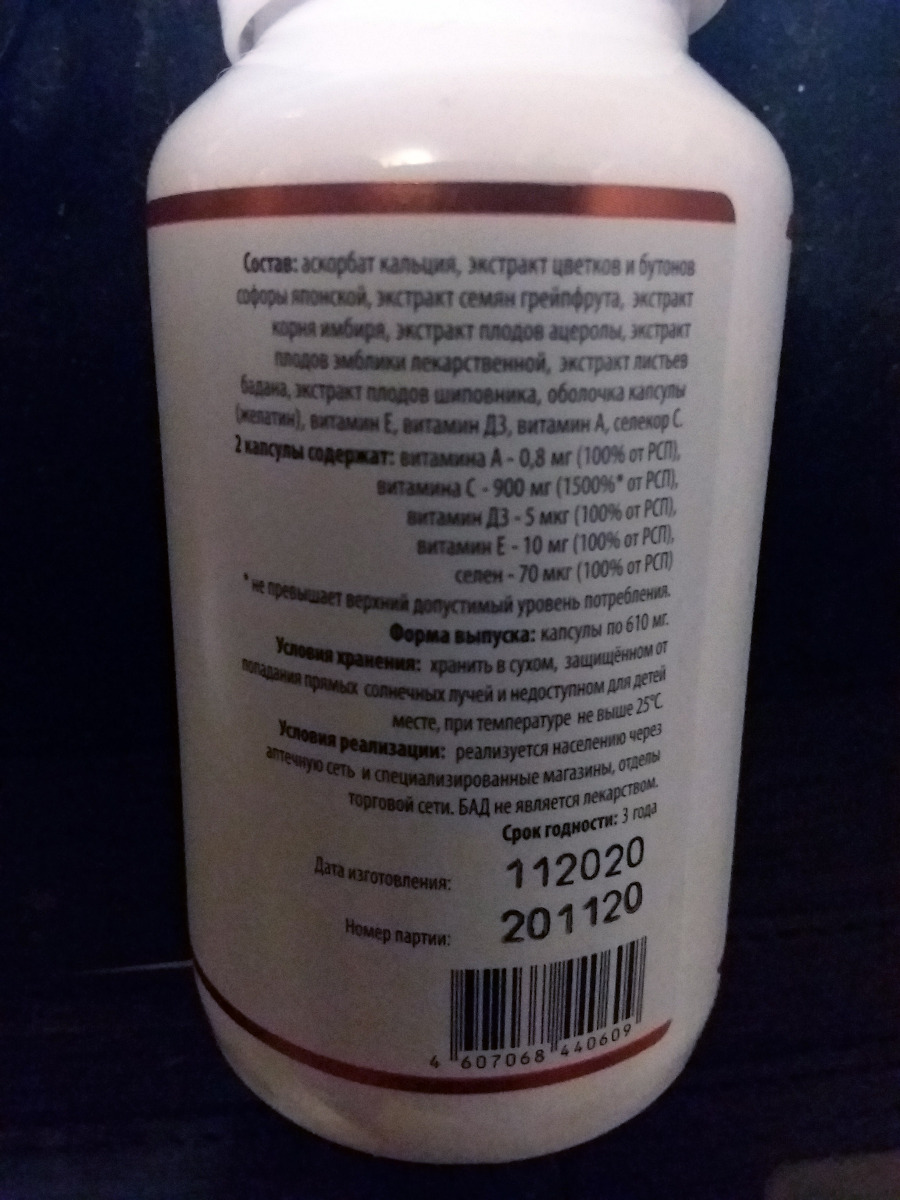 Состав: аскорбат кальция, экстракт цветков и бутонов
софоры японской, экстракт семян грейпфрута, экстракт
корня имбиря, экстракт плодов ацеролы, экстракт
плодов эмблики лекарственной, экстракт листьев
бадана, экстракт плодов шиповника, оболочка капсулы
(желатин), витамин Е, витамин Д3, витамин А, селекор С.
2 капсулы содержат: витамина А - 0,8 мг (100% от РСП),
витамина С - 900 мг (1500%* от РСП),
витамин Д3 - 5 мкг (100% от РСП),
витамин Е - 10 мг (100% от РСП),
селен - 70 мкг (100% от РСП)
* не превышает верхний допустимый уровень потребления.
Форма выпуска: капсулы по 610 мг.
Условия хранения: хранить в сухом, защищённом от
попадания прямых солнечных лучей и недоступном для детей
месте, при температуре не выше 25°С.
Условия реализации: реализуется населению через
аптечную сеть и специализированные магазины, отделы
торговой сети. БАД не является лекарством.
Срок годности: 3 года
Дата изготовления: 112020
Номер партии: 201120
4 607068 440609